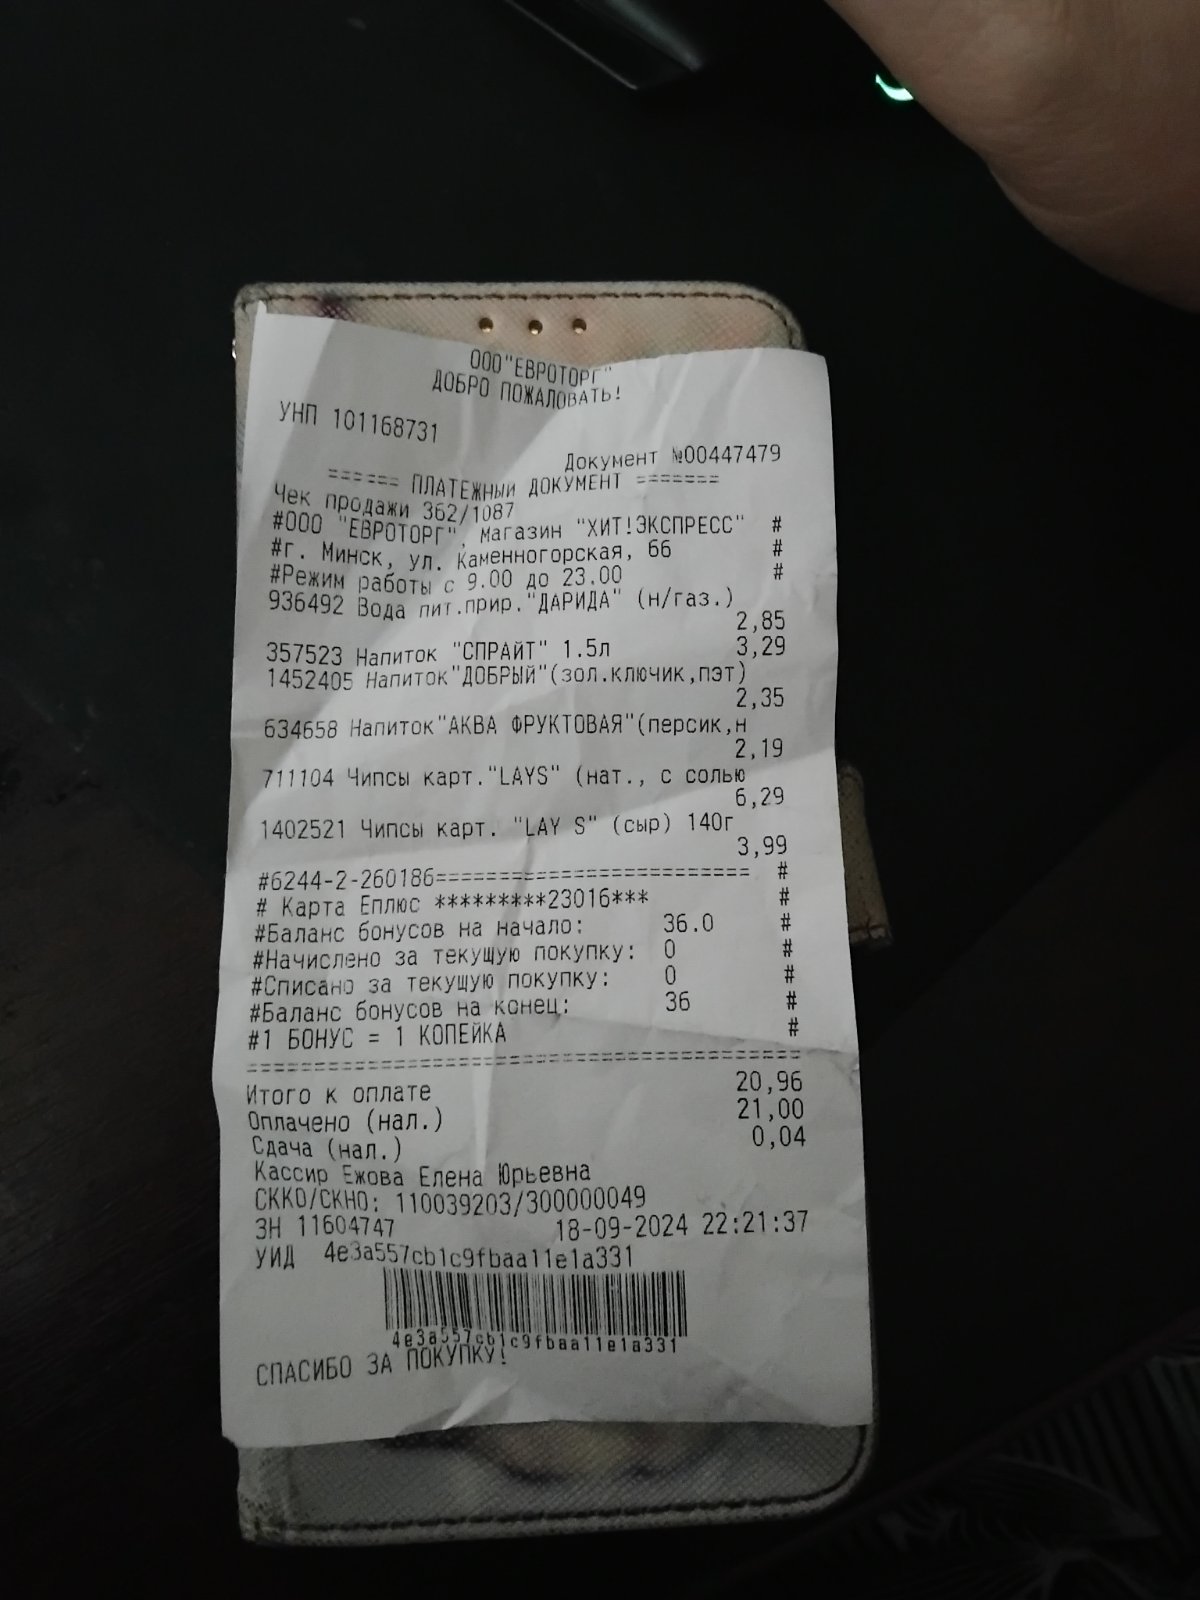 ООО"ЕВРОТОРГ"
ДОБРО ПОЖАЛОВАТЬ!
УНП 101168731
Документ №00447479
====== ПЛАТЕЖНЫЙ ДОКУМЕНТ =======
Чек продажи 362/1087
#ООО "ЕВРОТОРГ", магазин "ХИТ!ЭКСПРЕСС" #
#г. Минск, ул. Каменногорская, 66 #
#Режим работы с 9.00 до 23.00 #
936492 Вода пит.прир."ДАРИДА" (н/газ.)
2,85
357523 Напиток "СПРАЙТ" 1.5л 3,29
1452405 Напиток"ДОБРЫЙ"(зол.ключик,пэт)
2,35
634658 Напиток"АКВА ФРУКТОВАЯ"(персик,н
2,19
711104 Чипсы карт."LAYS" (нат., с солью
6,29
1402521 Чипсы карт. "LAY S" (сыр) 140г
3,99
#6244-2-260186========================= #
# Карта Еплюс *********23016*** #
#Баланс бонусов на начало: 36.0 #
#Начислено за текущую покупку: 0 #
#Списано за текущую покупку: 0 #
#Баланс бонусов на конец: 36 #
#1 БОНУС = 1 КОПЕЙКА #
============================================
Итого к оплате 20,96
Оплачено (нал.) 21,00
Сдача (нал.) 0,04
Кассир Ежова Елена Юрьевна
СККО/СКНО: 110039203/300000049
ЗН 11604747 18-09-2024 22:21:37
УИД 4e3a557cb1c9fbaa11e1a331
4e3a557cb1c9fbaa11e1a331
СПАСИБО ЗА ПОКУПКУ!